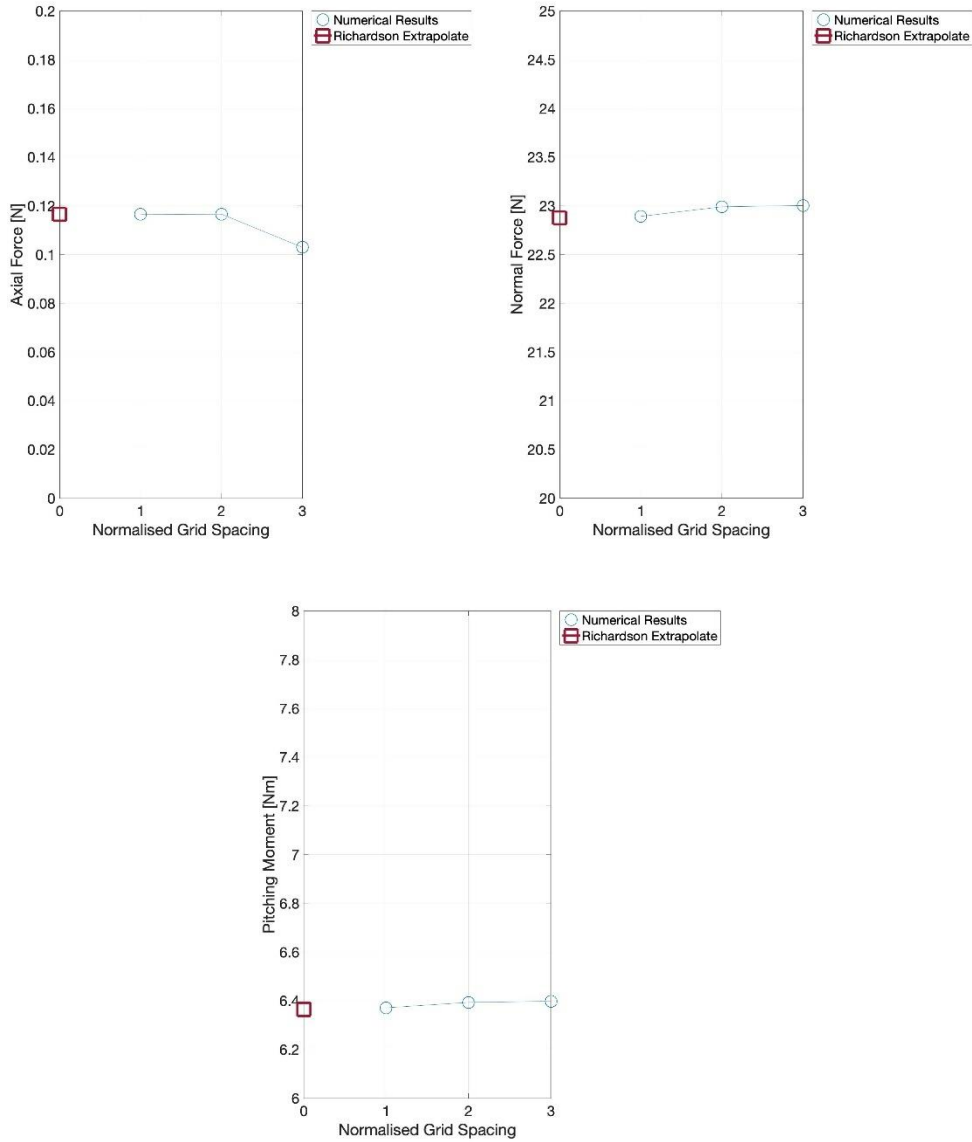 Axial Force [N]
0.2
0.18
0.16
0.14
0.12
0.1
0.08
0.06
0.04
0.02
0
0 1 2 3
Normalised Grid Spacing
Numerical Results
Richardson Extrapolate
Normal Force [N]
25
24.5
24
23.5
23
22.5
22
21.5
21
20.5
20
0 1 2 3
Normalised Grid Spacing
Numerical Results
Richardson Extrapolate
Pitching Moment [Nm]
8
7.8
7.6
7.4
7.2
7
6.8
6.6
6.4
6.2
6
0 1 2 3
Normalised Grid Spacing
Numerical Results
Richardson Extrapolate